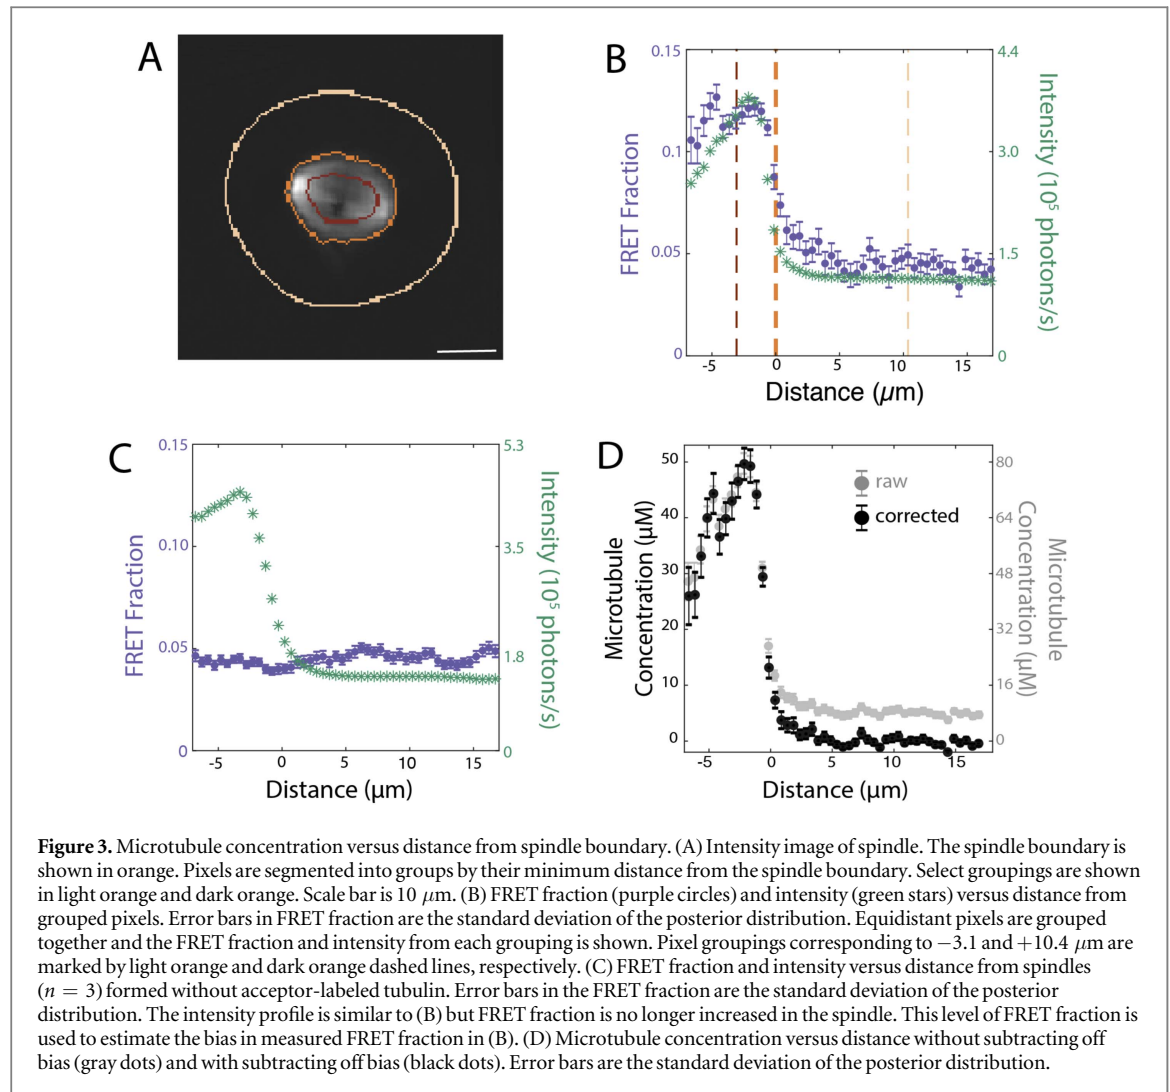 A
B
0.15
0.1
0.05
0
FRET Fraction
4.4
3.0
1.5
0
Intensity (10⁵ photons/s)
-5
0
5
10
15
Distance (μm)
C
0.15
0.10
0.05
0
FRET Fraction
5.3
3.5
1.8
0
Intensity (10⁵ photons/s)
-5
0
5
10
15
Distance (μm)
D
50
40
30
20
10
0
Microtubule
Concentration (μM)
raw
corrected
80
64
48
32
16
0
Microtubule
Concentration (μM)
-5
0
5
10
15
Distance (μm)
Figure 3. Microtubule concentration versus distance from spindle boundary. (A) Intensity image of spindle. The spindle boundary is
shown in orange. Pixels are segmented into groups by their minimum distance from the spindle boundary. Select groupings are shown
in light orange and dark orange. Scale bar is 10 μm. (B) FRET fraction (purple circles) and intensity (green stars) versus distance from
grouped pixels. Error bars in FRET fraction are the standard deviation of the posterior distribution. Equidistant pixels are grouped
together and the FRET fraction and intensity from each grouping is shown. Pixel groupings corresponding to −3.1 and +10.4 μm are
marked by light orange and dark orange dashed lines, respectively. (C) FRET fraction and intensity versus distance from spindles
(n = 3) formed without acceptor-labeled tubulin. Error bars in the FRET fraction are the standard deviation of the posterior
distribution. The intensity profile is similar to (B) but FRET fraction is no longer increased in the spindle. This level of FRET fraction is
used to estimate the bias in measured FRET fraction in (B). (D) Microtubule concentration versus distance without subtracting off
bias (gray dots) and with subtracting off bias (black dots). Error bars are the standard deviation of the posterior distribution.